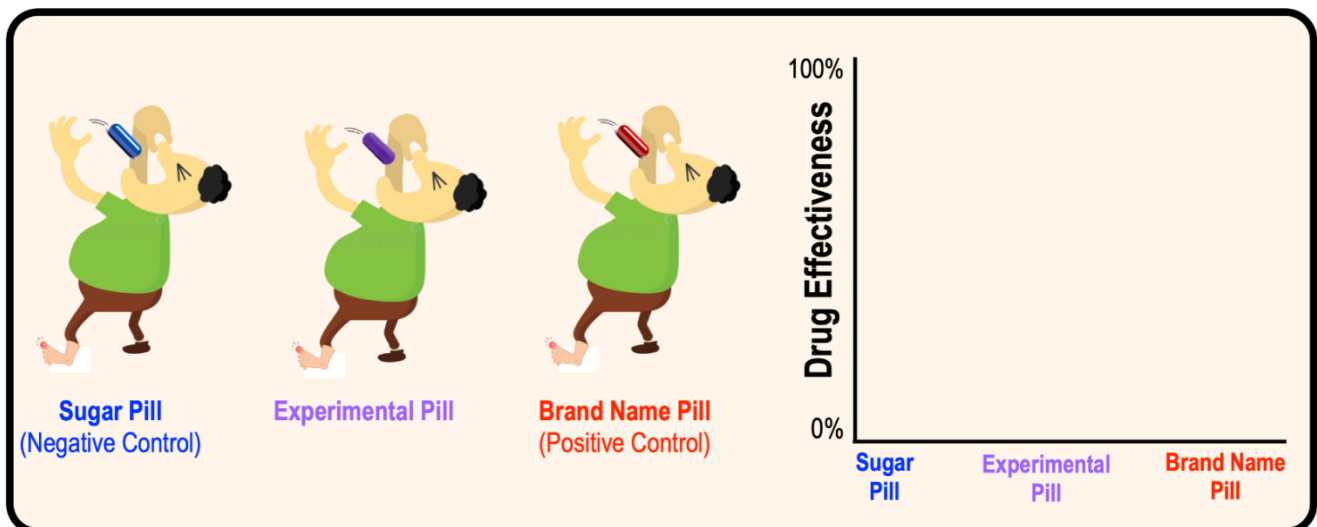 Sugar Pill
(Negative Control)
Experimental Pill
Brand Name Pill
(Positive Control)
100%
Drug Effectiveness
0%
Sugar
Pill
Experimental
Pill
Brand Name
Pill